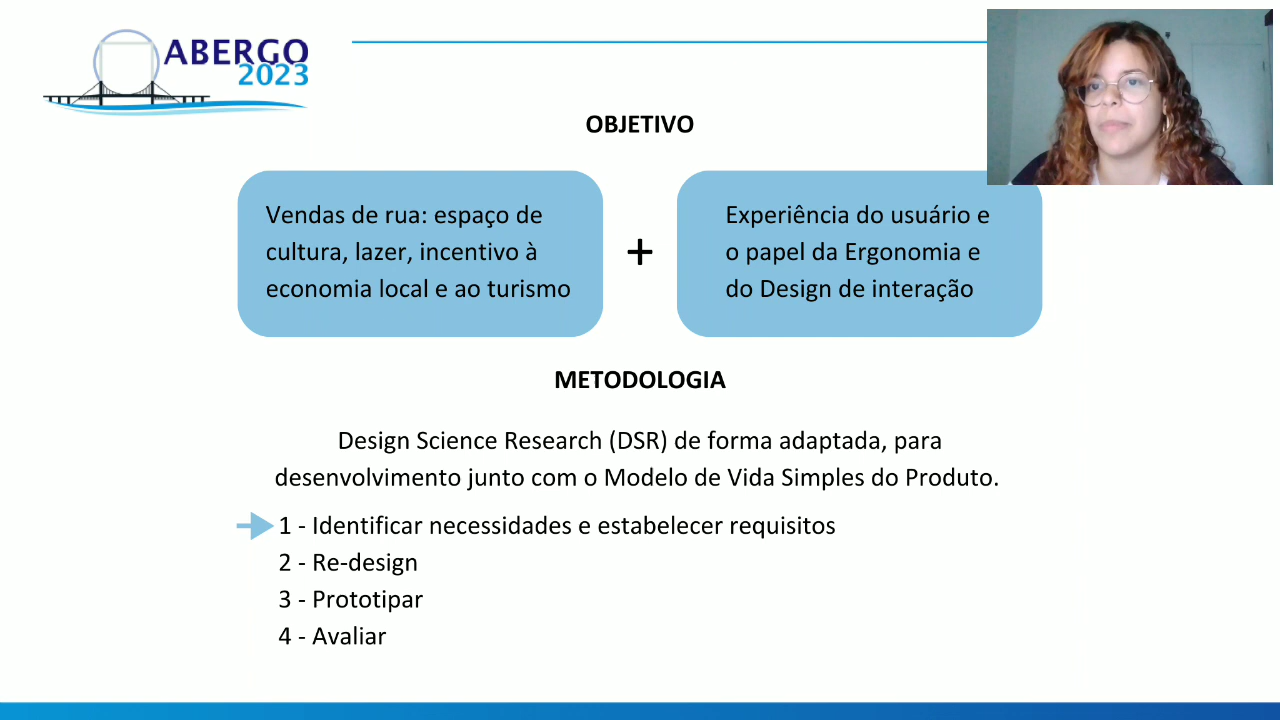 ABERGO
2023
OBJETIVO
Vendas de rua: espaço de
cultura, lazer, incentivo à
economia local e ao turismo
+
Experiência do usuário e
o papel da Ergonomia e
do Design de interação
METODOLOGIA
Design Science Research (DSR) de forma adaptada, para
desenvolvimento junto com o Modelo de Vida Simples do Produto.
1 - Identificar necessidades e estabelecer requisitos
2 - Re-design
3 - Prototipar
4 - Avaliar